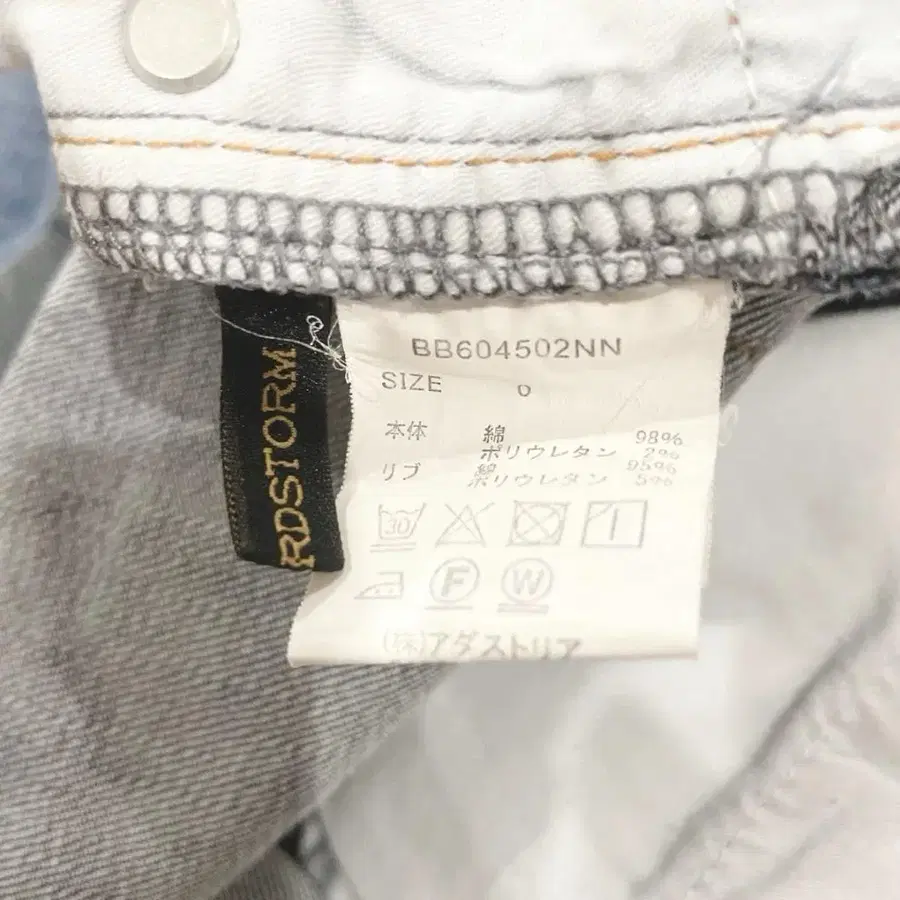 BB604502NN
SIZE 0
本体 綿 98%
ポリウレタン 2%
リブ 綿 95%
ポリウレタン 5%
30
F W
(株)アダストリア
RDSTORM